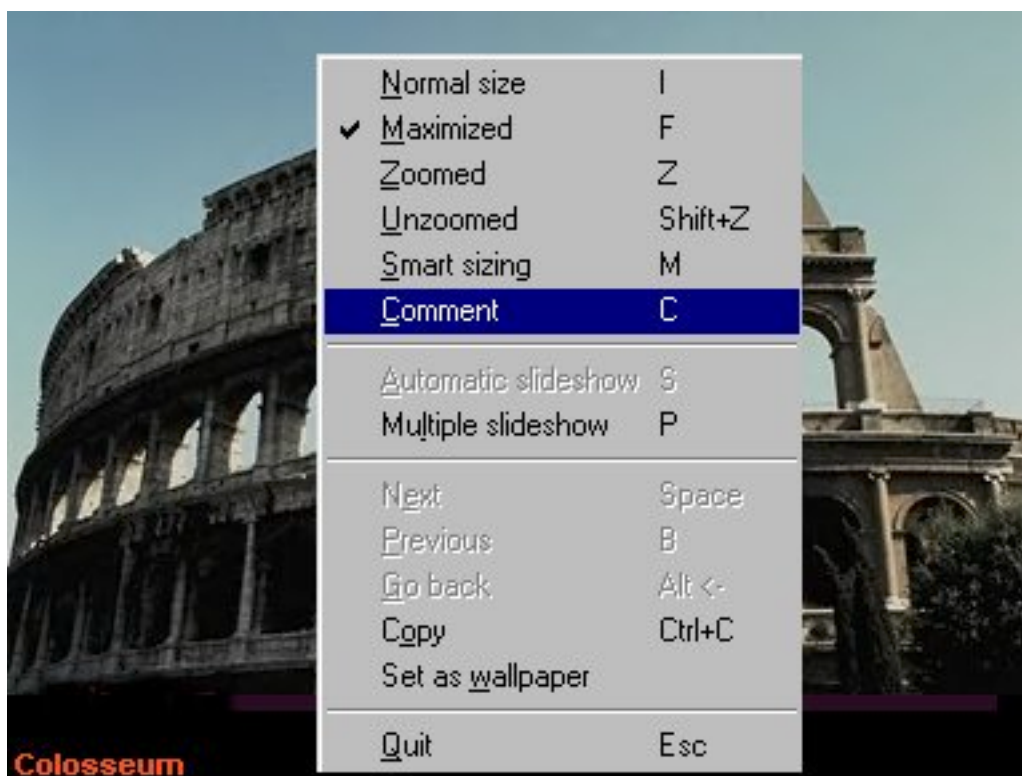 Normal size I
Maximized F
Zoomed Z
Unzoomed Shift+Z
Smart sizing M
Comment C
Automatic slideshow S
Multiple slideshow P
Next Space
Previous B
Go back Alt <-
Copy Ctrl+C
Set as wallpaper
Quit Esc
Colosseum